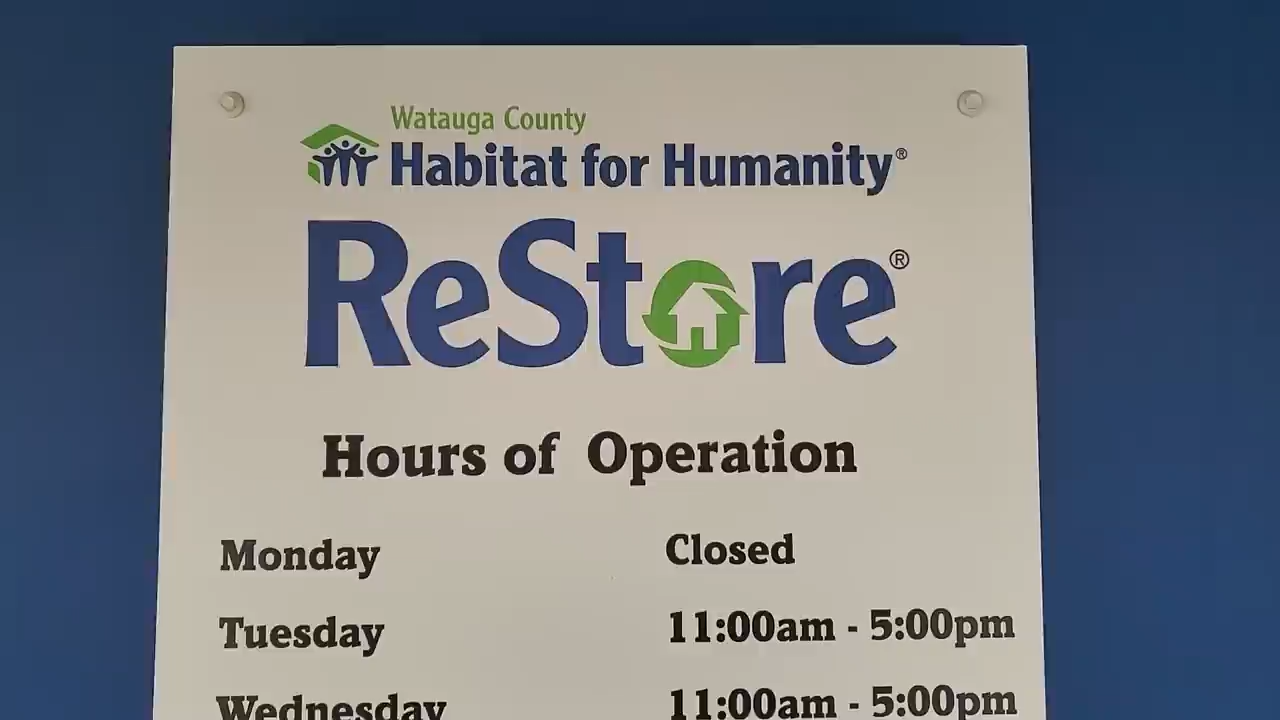 Watauga County
Habitat for Humanity®
ReStore®
Hours of Operation
Monday Closed
Tuesday 11:00am - 5:00pm
Wednesday 11:00am - 5:00pm